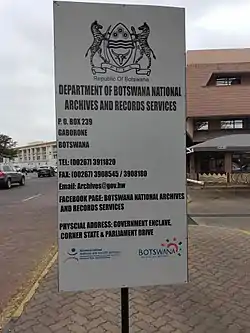 Republic Of Botswana
DEPARTMENT OF BOTSWANA NATIONAL
ARCHIVES AND RECORDS SERVICES
P. O. BOX 239
GABORONE
BOTSWANA
TEL: (00267) 3911820
FAX: (00267) 3908545/ 3908180
Email: Archives@gov.bw
FACEBOOK PAGE: BOTSWANA NATIONAL ARCHIVES
AND RECORDS SERVICES
PHYSCIAL ADDRESS: GOVERNMENT ENCLAVE,
CORNER STATE & PARLIAMENT DRIVE
BOTSWANA